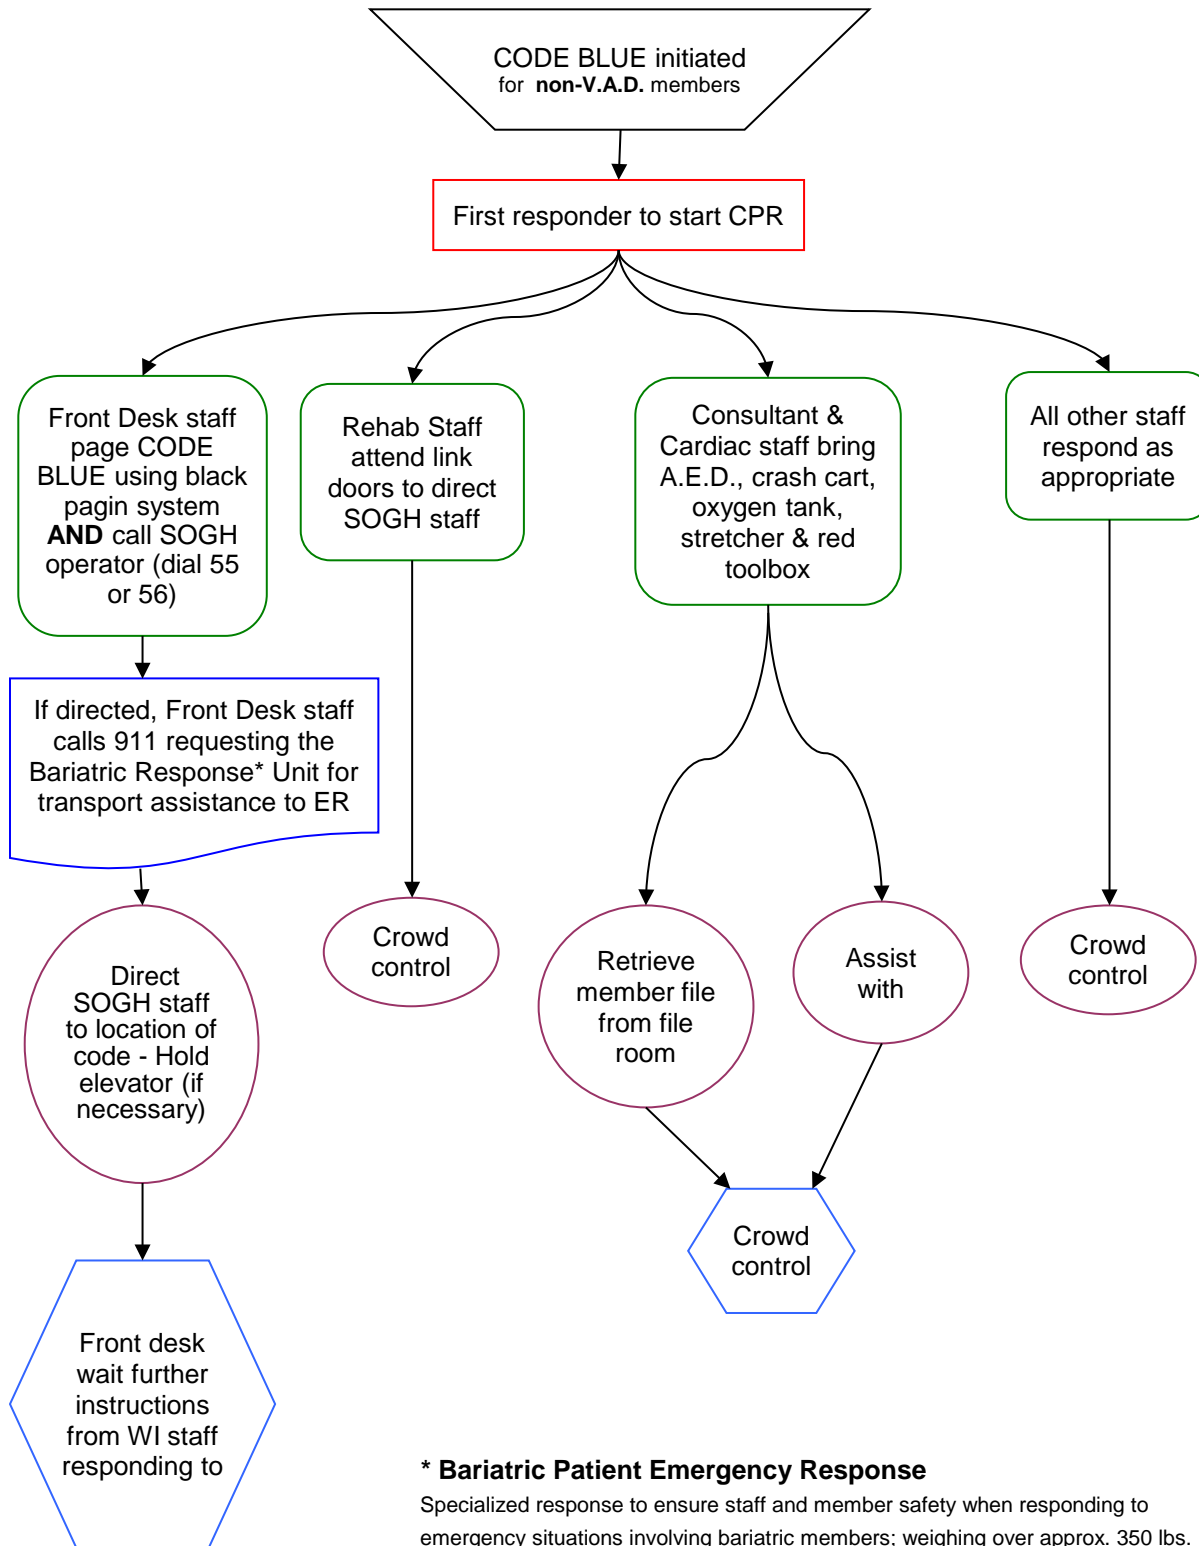 CODE BLUE initiated
for non-V.A.D. members
First responder to start CPR
Front Desk staff
page CODE
BLUE using black
pagin system
AND call SOGH
operator (dial 55
or 56)
Rehab Staff
attend link
doors to direct
SOGH staff
Consultant &
Cardiac staff bring
A.E.D., crash cart,
oxygen tank,
stretcher & red
toolbox
All other staff
respond as
appropriate
If directed, Front Desk staff
calls 911 requesting the
Bariatric Response* Unit for
transport assistance to ER
Direct
SOGH staff
to location of
code - Hold
elevator (if
necessary)
Crowd
control
Retrieve
member file
from file
room
Assist
with
Crowd
control
Crowd
control
Front desk
wait further
instructions
from WI staff
responding to
* Bariatric Patient Emergency Response
Specialized response to ensure staff and member safety when responding to
emergency situations involving bariatric members; weighing over approx. 350 lbs.